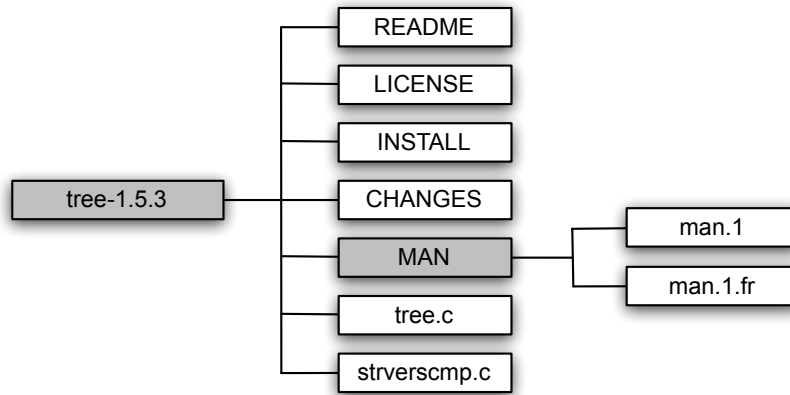 README
LICENSE
INSTALL
tree-1.5.3
CHANGES
man.1
MAN
man.1.fr
tree.c
strverscmp.c